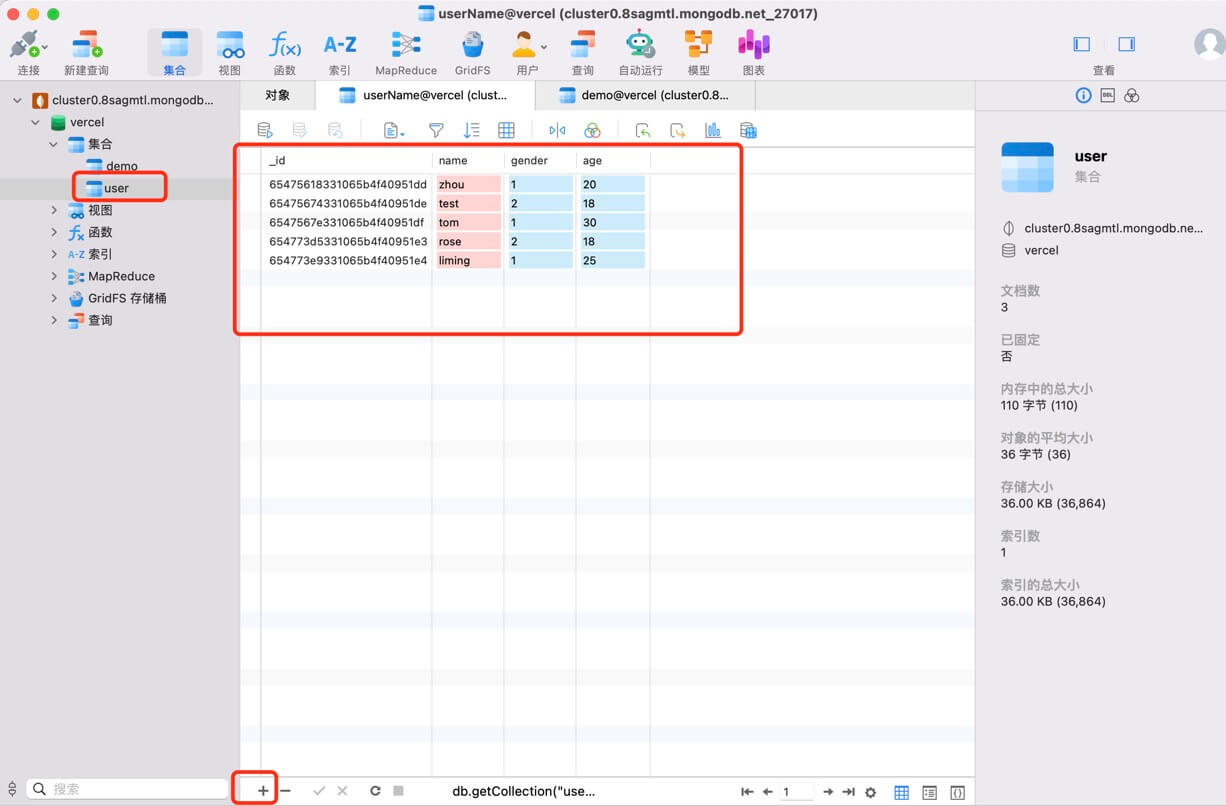 userName@vercel (cluster0.8sagmtl.mongodb.net_27017)
连接
新建查询
集合
视图
f(x)
函数
A-Z
索引
MapReduce
GridFS
用户
查询
自动运行
模型
图表
查看
cluster0.8sagmtl.mongodb...
vercel
集合
demo
user
视图
fx 函数
A-Z 索引
MapReduce
GridFS 存储桶
查询
搜索
对象
userName@vercel (clust...
demo@vercel (cluster0.8...
_id name gender age
65475618331065b4f40951dd zhou 1 20
65475674331065b4f40951de test 2 18
6547567e331065b4f40951df tom 1 30
654773d5331065b4f40951e3 rose 2 18
654773e9331065b4f40951e4 liming 1 25
db.getCollection("use...
1
DDL
user
集合
cluster0.8sagmtl.mongodb.ne...
vercel
文档数
3
已固定
否
内存中的总大小
110 字节 (110)
对象的平均大小
36 字节 (36)
存储大小
36.00 KB (36,864)
索引数
1
索引的总大小
36.00 KB (36,864)